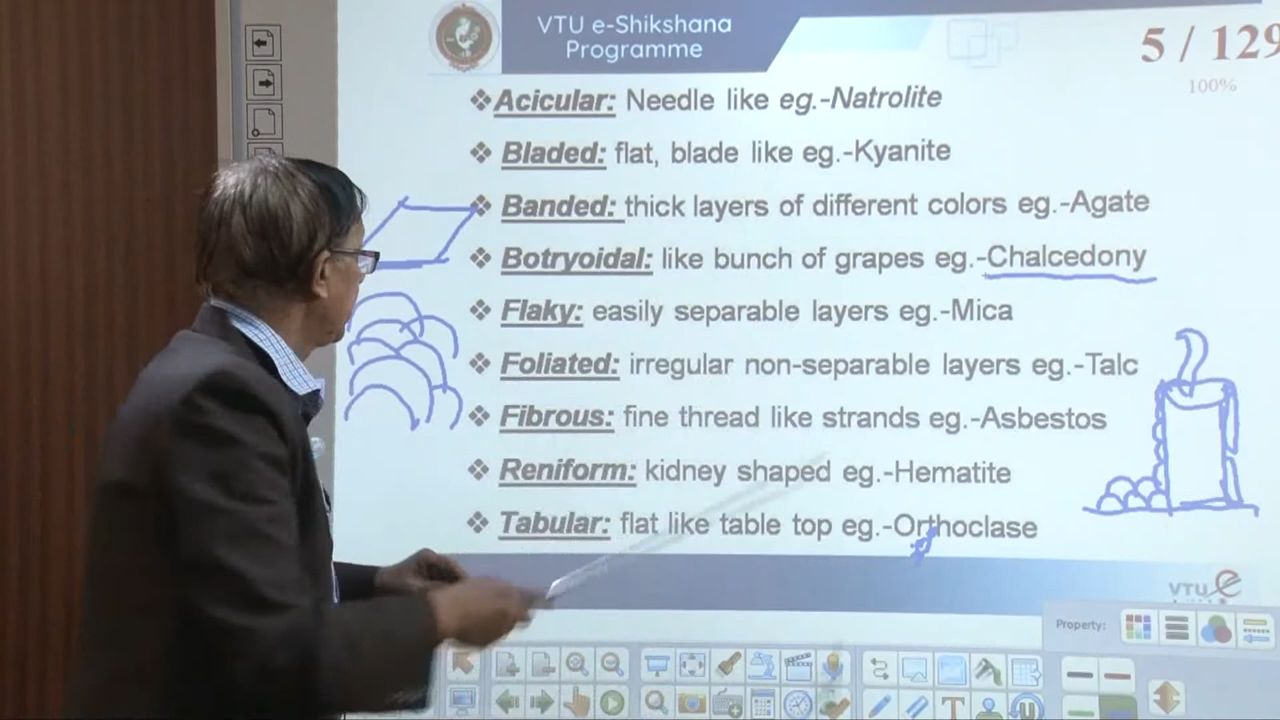 VTU e-Shikshana
Programme
5 / 129
100%
❖Acicular: Needle like eg.-Natrolite
❖ Bladed: flat, blade like eg.-Kyanite
❖ Banded: thick layers of different colors eg.-Agate
❖ Botryoidal: like bunch of grapes eg.-Chalcedony
❖ Flaky: easily separable layers eg.-Mica
❖ Foliated: irregular non-separable layers eg.-Talc
❖ Fibrous: fine thread like strands eg.-Asbestos
❖ Reniform: kidney shaped eg.-Hematite
❖ Tabular: flat like table top eg.-Orthoclase
VTU e
Property: